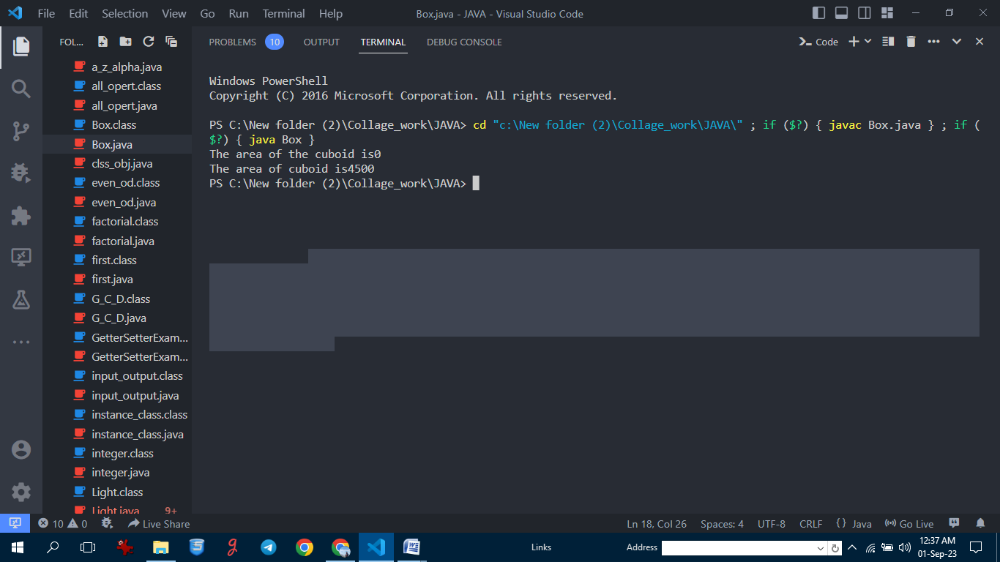 File Edit Selection View Go Run Terminal Help Box.java - JAVA - Visual Studio Code
FOL...
a_z_alpha.java
all_opert.class
all_opert.java
Box.class
Box.java
clss_obj.java
even_od.class
even_od.java
factorial.class
factorial.java
first.class
first.java
G_C_D.class
G_C_D.java
GetterSetterExam...
GetterSetterExam...
input_output.class
input_output.java
instance_class.class
instance_class.java
integer.class
integer.java
Light.class
Light.java 9+
PROBLEMS 10 OUTPUT TERMINAL DEBUG CONSOLE Code
Windows PowerShell
Copyright (C) 2016 Microsoft Corporation. All rights reserved.
PS C:\New folder (2)\Collage_work\JAVA> cd "c:\New folder (2)\Collage_work\JAVA\" ; if ($?) { javac Box.java } ; if (
$?) { java Box }
The area of the cuboid is0
The area of cuboid is4500
PS C:\New folder (2)\Collage_work\JAVA>
10 0 Live Share Ln 18, Col 26 Spaces: 4 UTF-8 CRLF {} Java Go Live
Links Address 12:37 AM
01-Sep-23